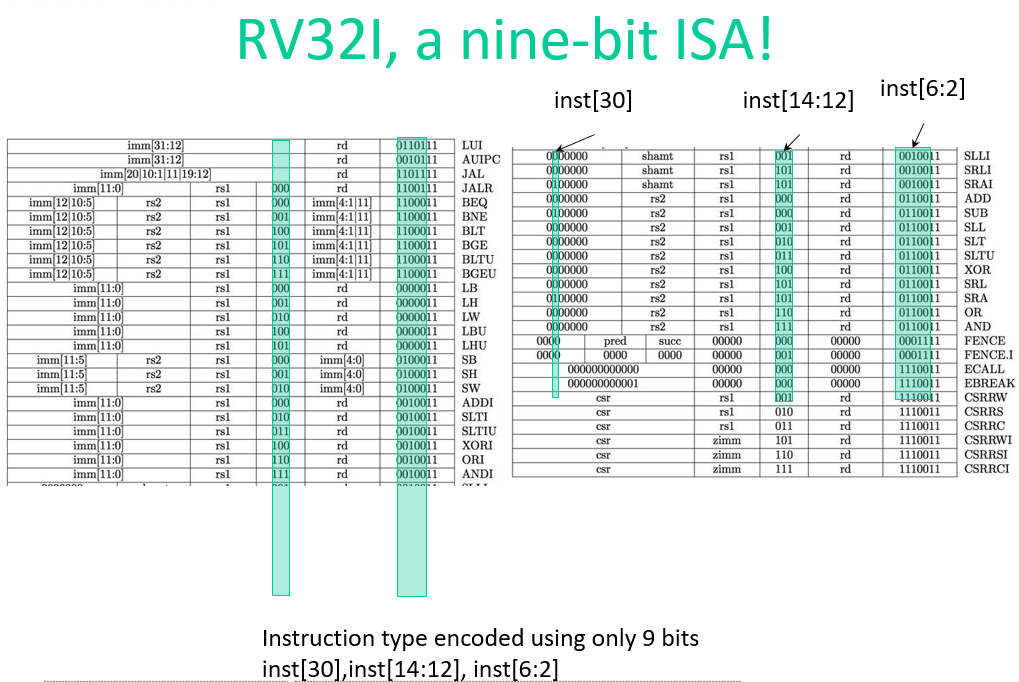 RV32I, a nine-bit ISA!
inst[30]
inst[14:12]
inst[6:2]
imm[31:12] rd 0110111 LUI
imm[31:12] rd 0010111 AUIPC
imm[20|10:1|11|19:12] rd 1101111 JAL
imm[11:0] rs1 000 rd 1100111 JALR
imm[12|10:5] rs2 rs1 000 imm[4:1|11] 1100011 BEQ
imm[12|10:5] rs2 rs1 001 imm[4:1|11] 1100011 BNE
imm[12|10:5] rs2 rs1 100 imm[4:1|11] 1100011 BLT
imm[12|10:5] rs2 rs1 101 imm[4:1|11] 1100011 BGE
imm[12|10:5] rs2 rs1 110 imm[4:1|11] 1100011 BLTU
imm[12|10:5] rs2 rs1 111 imm[4:1|11] 1100011 BGEU
imm[11:0] rs1 000 rd 0000011 LB
imm[11:0] rs1 001 rd 0000011 LH
imm[11:0] rs1 010 rd 0000011 LW
imm[11:0] rs1 100 rd 0000011 LBU
imm[11:0] rs1 101 rd 0000011 LHU
imm[11:5] rs2 rs1 000 imm[4:0] 0100011 SB
imm[11:5] rs2 rs1 001 imm[4:0] 0100011 SH
imm[11:5] rs2 rs1 010 imm[4:0] 0100011 SW
imm[11:0] rs1 000 rd 0010011 ADDI
imm[11:0] rs1 010 rd 0010011 SLTI
imm[11:0] rs1 011 rd 0010011 SLTIU
imm[11:0] rs1 100 rd 0010011 XORI
imm[11:0] rs1 110 rd 0010011 ORI
imm[11:0] rs1 111 rd 0010011 ANDI
0000000 shamt rs1 001 rd 0010011 SLLI
0000000 shamt rs1 101 rd 0010011 SRLI
0100000 shamt rs1 101 rd 0010011 SRAI
0000000 rs2 rs1 000 rd 0110011 ADD
0100000 rs2 rs1 000 rd 0110011 SUB
0000000 rs2 rs1 001 rd 0110011 SLL
0000000 rs2 rs1 010 rd 0110011 SLT
0000000 rs2 rs1 011 rd 0110011 SLTU
0000000 rs2 rs1 100 rd 0110011 XOR
0000000 rs2 rs1 101 rd 0110011 SRL
0100000 rs2 rs1 101 rd 0110011 SRA
0000000 rs2 rs1 110 rd 0110011 OR
0000000 rs2 rs1 111 rd 0110011 AND
0000 pred succ 00000 000 00000 0001111 FENCE
0000 0000 0000 00000 001 00000 0001111 FENCE.I
000000000000 00000 000 00000 1110011 ECALL
000000000001 00000 000 00000 1110011 EBREAK
csr rs1 001 rd 1110011 CSRRW
csr rs1 010 rd 1110011 CSRRS
csr rs1 011 rd 1110011 CSRRC
csr zimm 101 rd 1110011 CSRRWI
csr zimm 110 rd 1110011 CSRRSI
csr zimm 111 rd 1110011 CSRRCI
Instruction type encoded using only 9 bits
inst[30],inst[14:12], inst[6:2]